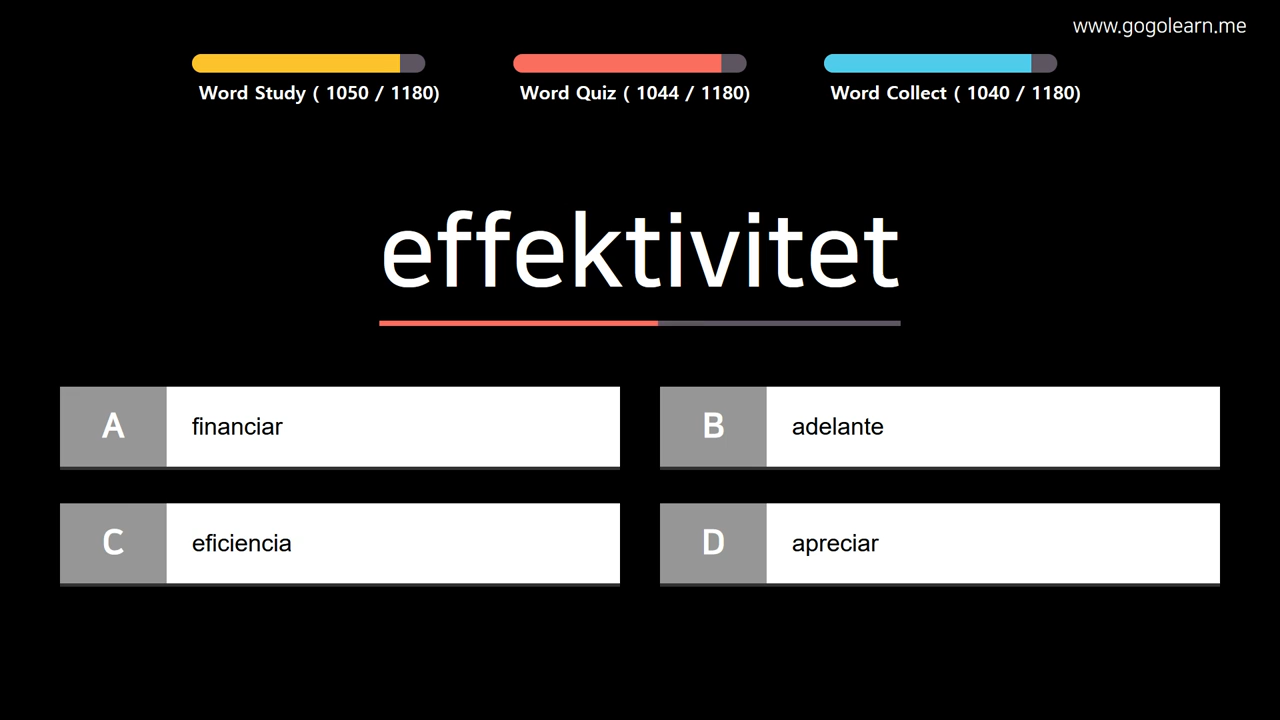 www.gogolearn.me
Word Study ( 1050 / 1180)
Word Quiz ( 1044 / 1180)
Word Collect ( 1040 / 1180)
effektivitet
A financiar
B adelante
C eficiencia
D apreciar